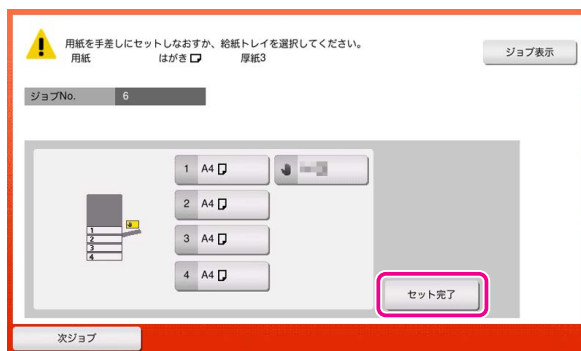 用紙を手差しにセットしなおすか、給紙トレイを選択してください。
用紙 はがき 厚紙3
ジョブ表示
ジョブNo. 6
1 A4
2 A4
3 A4
4 A4
1
2
3
4
セット完了
次ジョブ